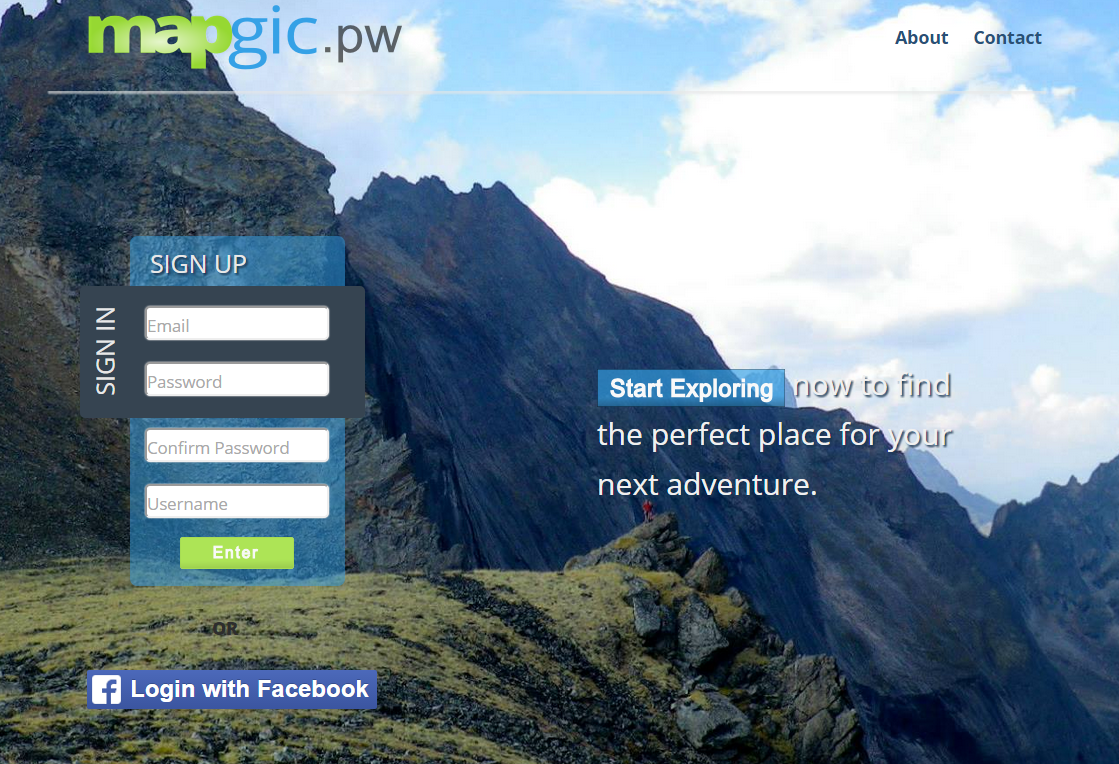 mapgic.pw
About Contact
SIGN UP
SIGN IN
Email
Password
Confirm Password
Username
Enter
OR
Login with Facebook
Start Exploring now to find
the perfect place for your
next adventure.